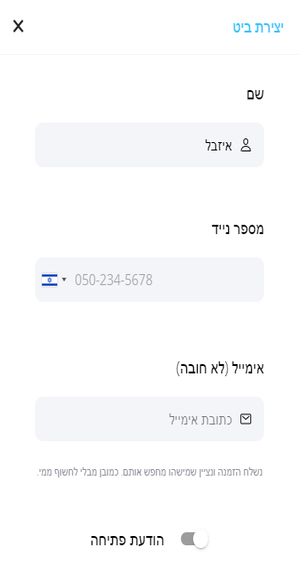 יצירת ביט
שם
איזבל
מספר נייד
050-234-5678
אימייל (לא חובה)
כתובת אימייל
נשלח הזמנה ונציין שמישהו מחפש אותם. כמובן מבלי לחשוף ממי.
הודעת פתיחה